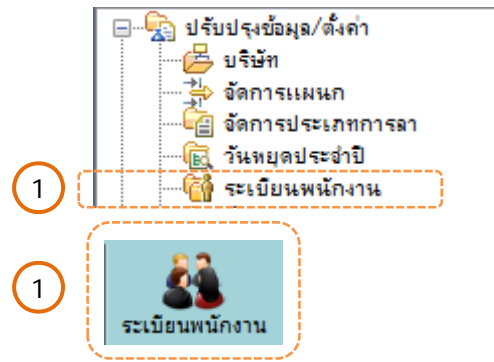 ปรับปรุงข้อมูล/ตั้งค่า
บริษัท
จัดการแผนก
จัดการประเภทการลา
วันหยุดประจำปี
1 ระเบียนพนักงาน
1
ระเบียนพนักงาน